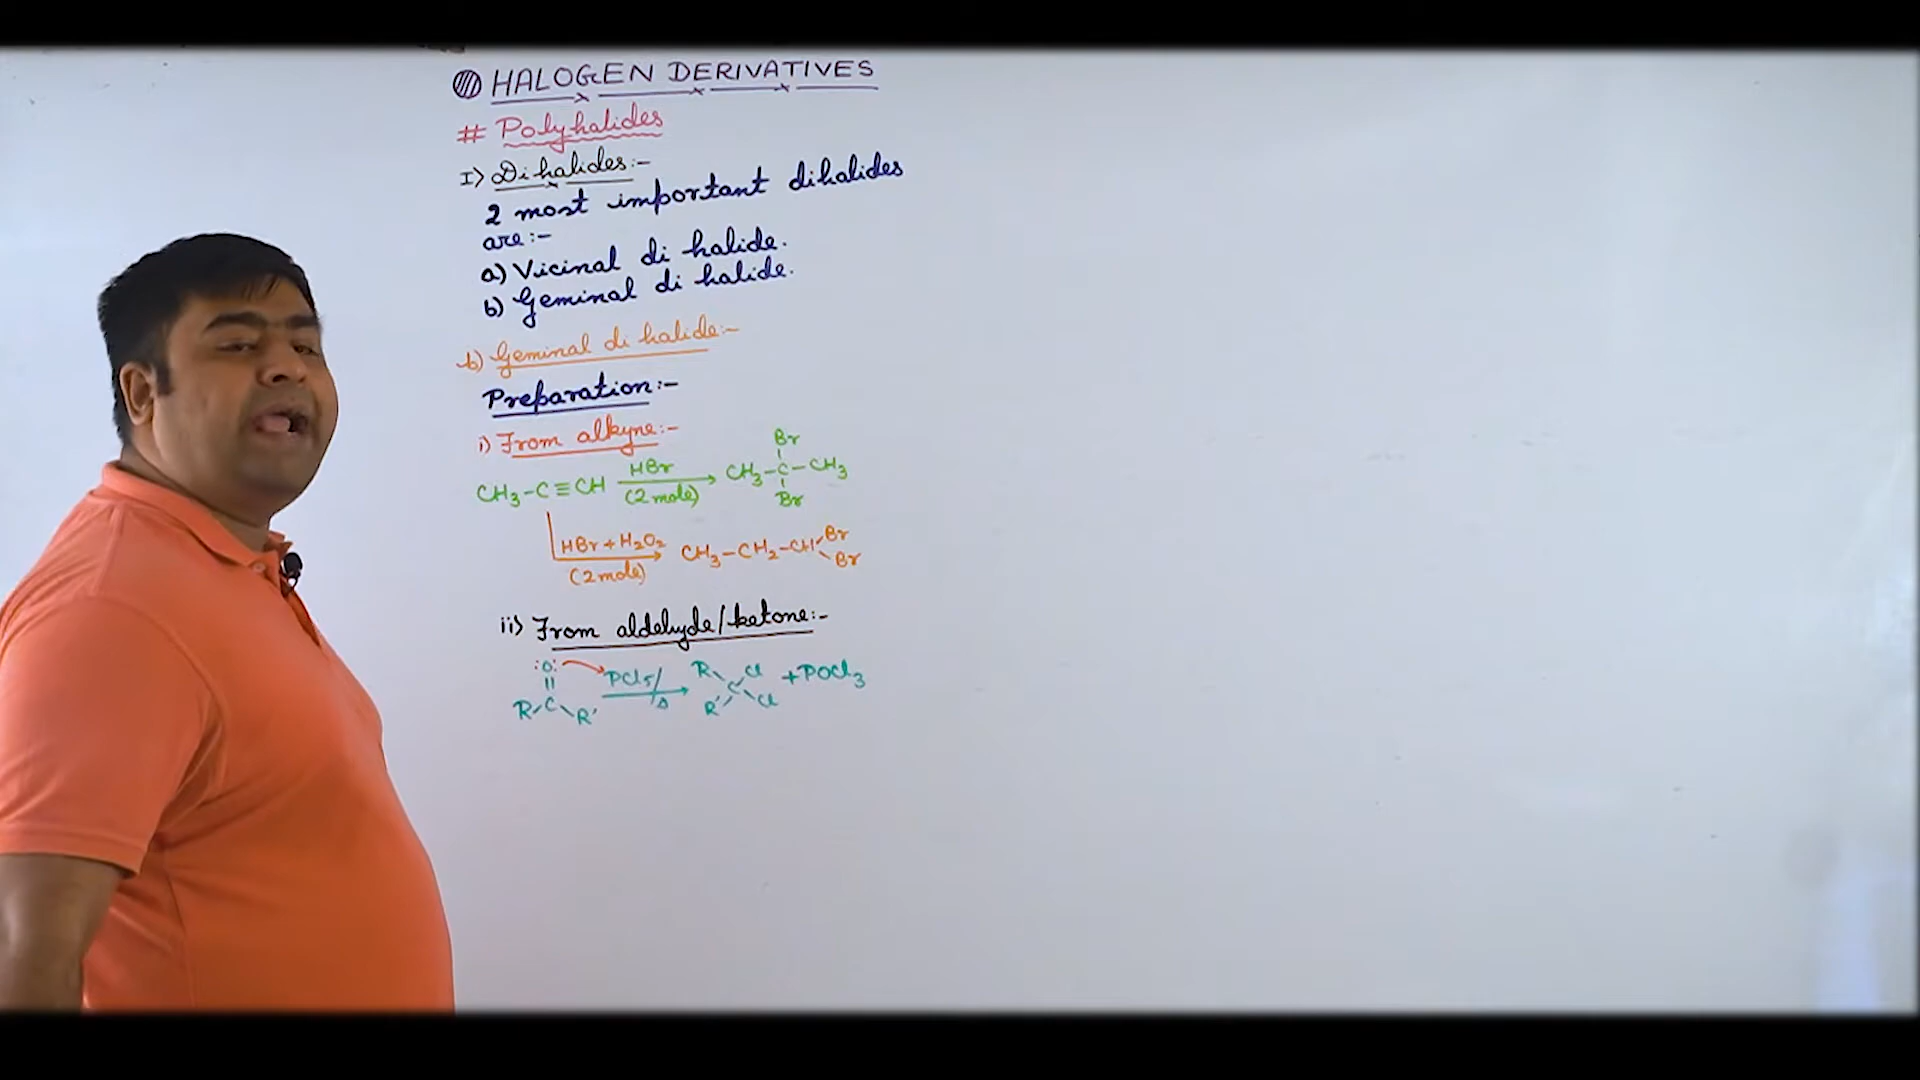 HALOGEN DERIVATIVES
# Polyhalides
I) Di halides:-
2 most important dihalides
are:-
a) Vicinal di halide.
b) Geminal di halide.
b) Geminal di halide:-
Preparation:-
i) From alkyne:-
CH₃-C≡CH HBr (2 mole) → CH₃-C-CH₃ Br Br
HBr + H₂O₂ (2 mole) → CH₃-CH₂-CH Br Br
ii) From aldehyde/ketone:-
:O: || R C R' PCl₅/Δ → R R' C Cl Cl + POCl₃